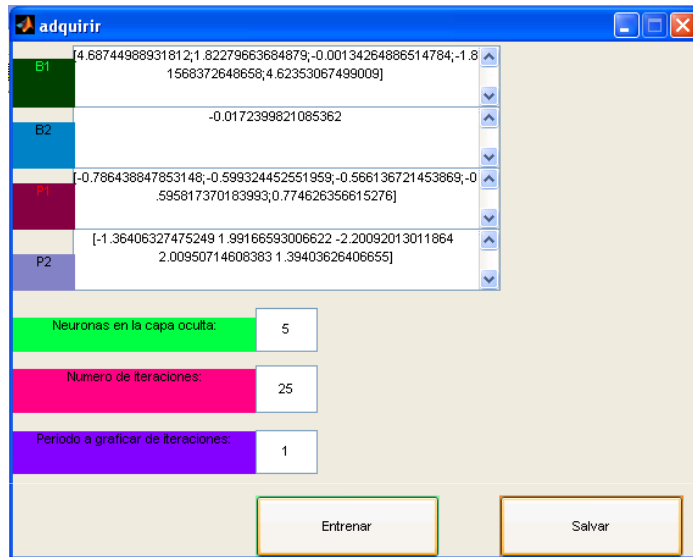 adquirir
B1
[4.68744988931812;1.82279663684879;-0.00134264886514784;-1.8
1568372648658;4.62353067499009]
B2
-0.0172399821085362
P1
[-0.786438847853148;-0.599324452551959;-0.566136721453869;-0
.595817370183993;0.774626356615276]
P2
[-1.36406327475249 1.99166593006622 -2.20092013011864
2.00950714608383 1.39403626406655]
Neuronas en la capa oculta:
5
Numero de iteraciones:
25
Periodo a graficar de iteraciones:
1
Entrenar
Salvar